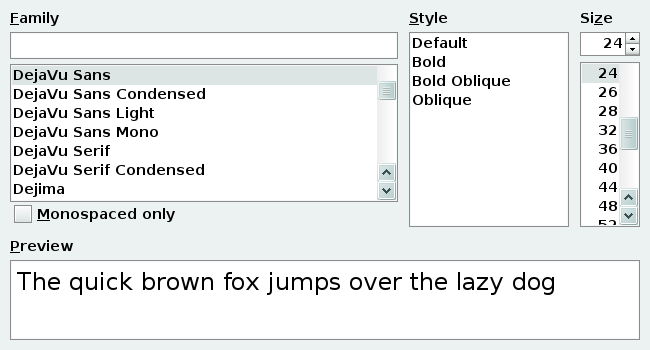 Family
DejaVu Sans
DejaVu Sans Condensed
DejaVu Sans Light
DejaVu Sans Mono
DejaVu Serif
DejaVu Serif Condensed
Dejima
Monospaced only
Style
Default
Bold
Bold Oblique
Oblique
Size
24
24
26
28
32
36
40
44
48
52
Preview
The quick brown fox jumps over the lazy dog